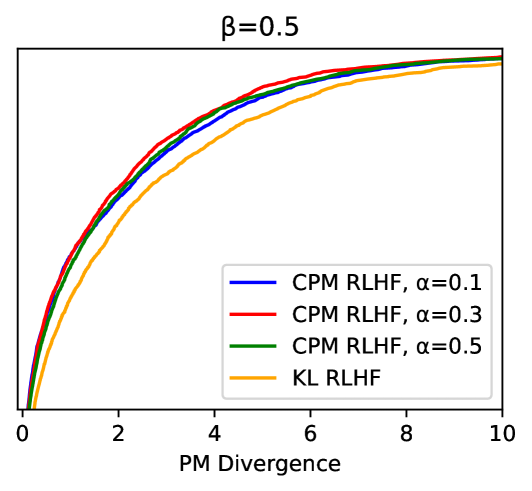 β=0.5
CPM RLHF, α=0.1
CPM RLHF, α=0.3
CPM RLHF, α=0.5
KL RLHF
0 2 4 6 8 10
PM Divergence